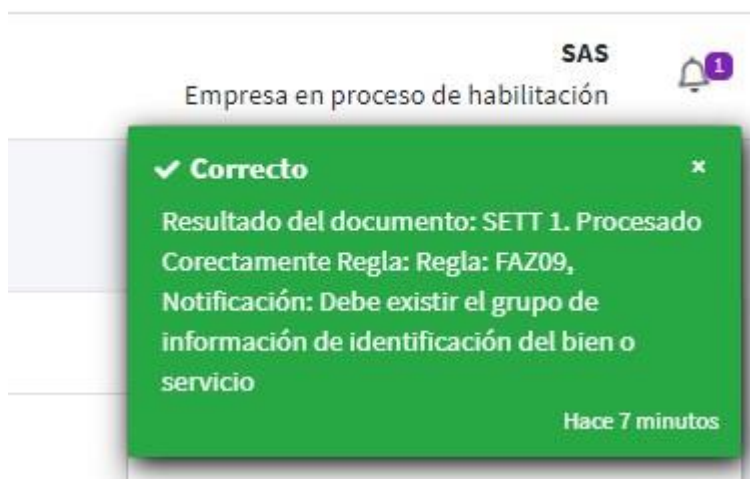 SAS
1
Empresa en proceso de habilitación
✓ Correcto ×
Resultado del documento: SETT 1. Procesado
Corectamente Regla: Regla: FAZ09,
Notificación: Debe existir el grupo de
información de identificación del bien o
servicio
Hace 7 minutos